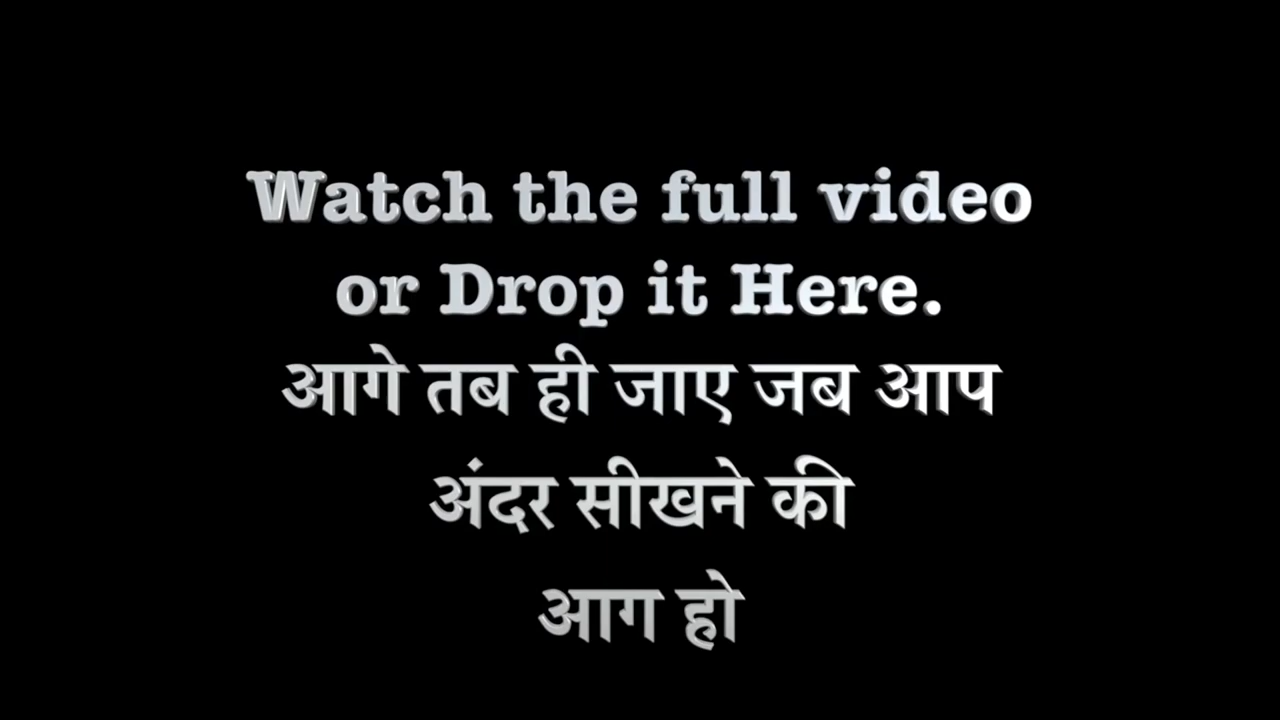 Watch the full video
or Drop it Here.
आगे तब ही जाए जब आप
अंदर सीखने की
आग हो